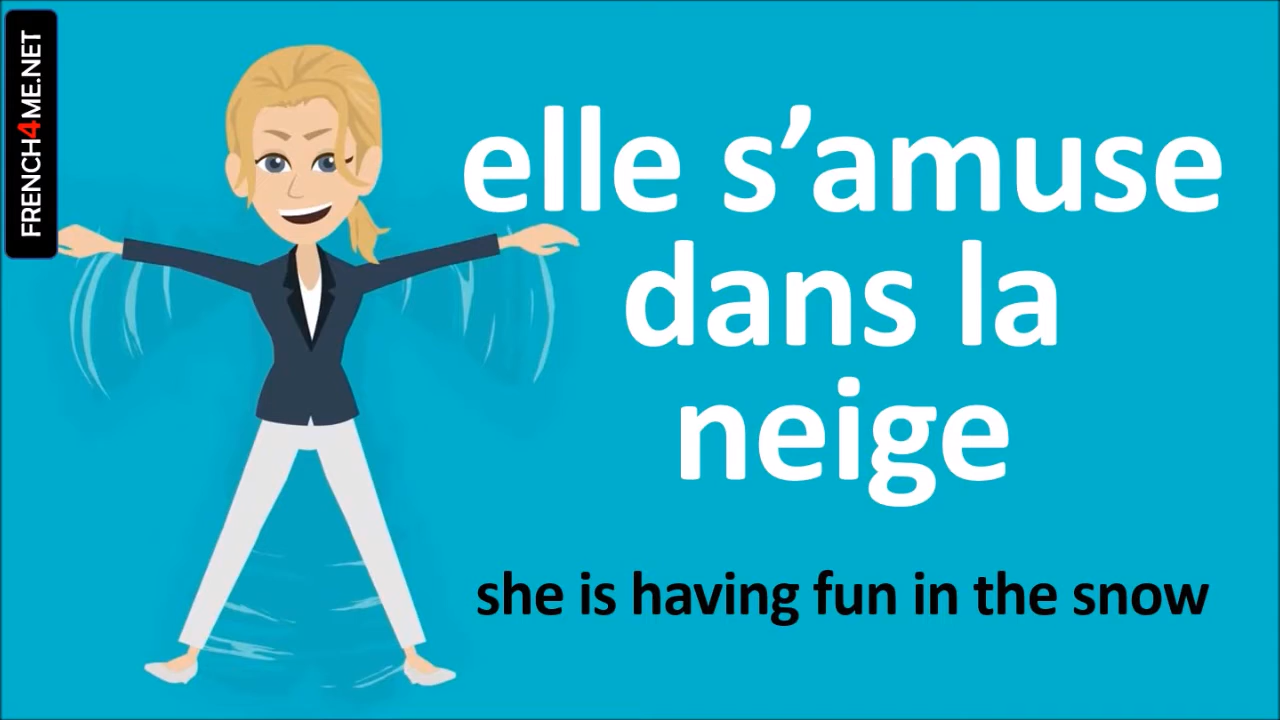 FRENCH4ME.NET
elle s’amuse
dans la
neige
she is having fun in the snow